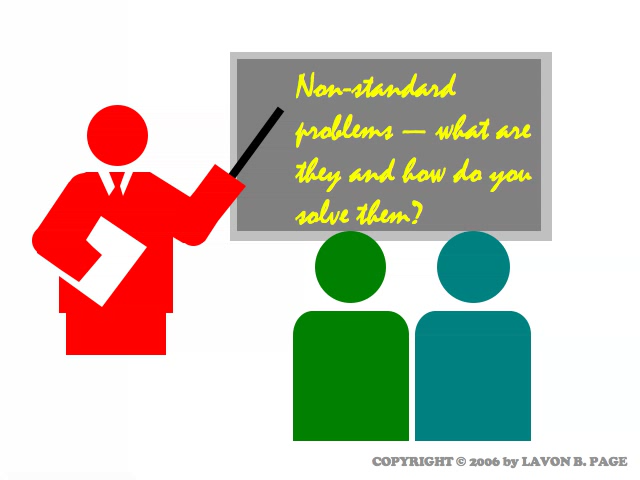 Non-standard
problems — what are
they and how do you
solve them?
COPYRIGHT © 2006 by LAVON B. PAGE